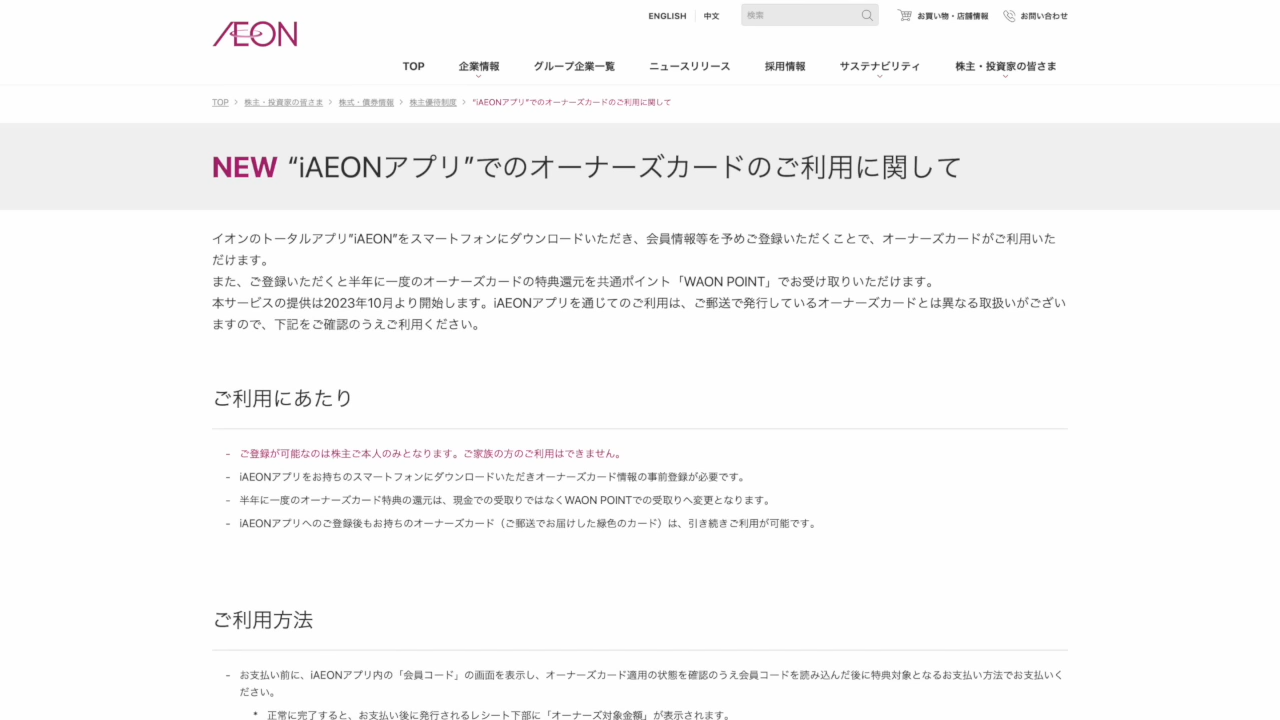 ENGLISH 中文 検索 お買い物・店舗情報 お問い合わせ
AEON
TOP 企業情報 グループ企業一覧 ニュースリリース 採用情報 サステナビリティ 株主・投資家の皆さま
TOP > 株主・投資家の皆さま > 株式・債券情報 > 株主優待制度 > “iAEONアプリ”でのオーナーズカードのご利用に関して
NEW “iAEONアプリ”でのオーナーズカードのご利用に関して
イオンのトータルアプリ”iAEON”をスマートフォンにダウンロードいただき、会員情報等を予めご登録いただくことで、オーナーズカードがご利用いた
だけます。
また、ご登録いただくと半年に一度のオーナーズカードの特典還元を共通ポイント「WAON POINT」でお受け取りいただけます。
本サービスの提供は2023年10月より開始します。iAEONアプリを通じてのご利用は、ご郵送で発行しているオーナーズカードとは異なる取扱いがござい
ますので、下記をご確認のうえご利用ください。
ご利用にあたり
- ご登録が可能なのは株主ご本人のみとなります。ご家族の方のご利用はできません。
- iAEONアプリをお持ちのスマートフォンにダウンロードいただきオーナーズカード情報の事前登録が必要です。
- 半年に一度のオーナーズカード特典の還元は、現金での受取りではなくWAON POINTでの受取りへ変更となります。
- iAEONアプリへのご登録後もお持ちのオーナーズカード（ご郵送でお届けした緑色のカード）は、引き続きご利用が可能です。
ご利用方法
- お支払い前に、iAEONアプリ内の「会員コード」の画面を表示し、オーナーズカード適用の状態を確認のうえ会員コードを読み込んだ後に特典対象となるお支払い方法でお支払いく
ださい。
* 正常に完了すると、お支払い後に発行されるレシート下部に「オーナーズ対象金額」が表示されます。